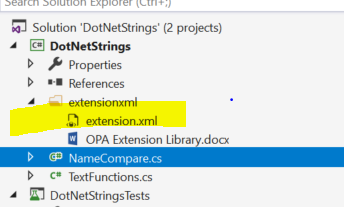 Search Solution Explorer (Ctrl+;)
Solution 'DotNetStrings' (2 projects)
C# DotNetStrings
Properties
References
extensionxml
extension.xml
OPA Extension Library.docx
NameCompare.cs
C# TextFunctions.cs
DotNetStringsTests